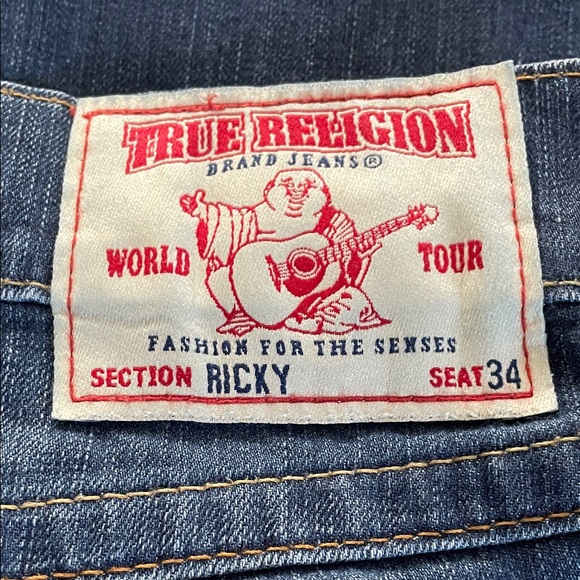 TRUE RELIGION
BRAND JEANS®
WORLD TOUR
FASHION FOR THE SENSES
SECTION RICKY SEAT 34